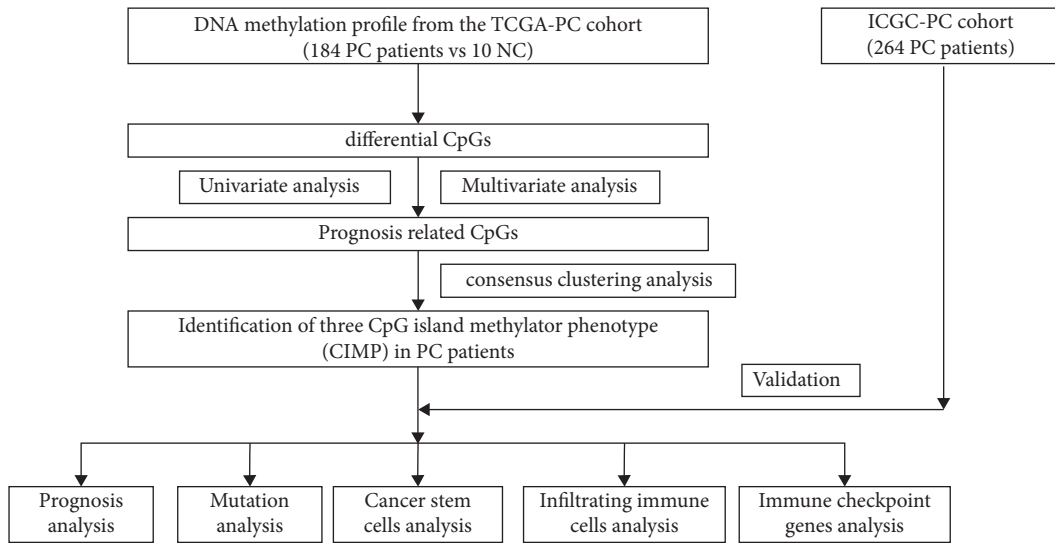 DNA methylation profile from the TCGA-PC cohort
(184 PC patients vs 10 NC)
ICGC-PC cohort
(264 PC patients)
differential CpGs
Univariate analysis
Multivariate analysis
Prognosis related CpGs
consensus clustering analysis
Identification of three CpG island methylator phenotype
(CIMP) in PC patients
Validation
Prognosis
analysis
Mutation
analysis
Cancer stem
cells analysis
Infiltrating immune
cells analysis
Immune checkpoint
genes analysis